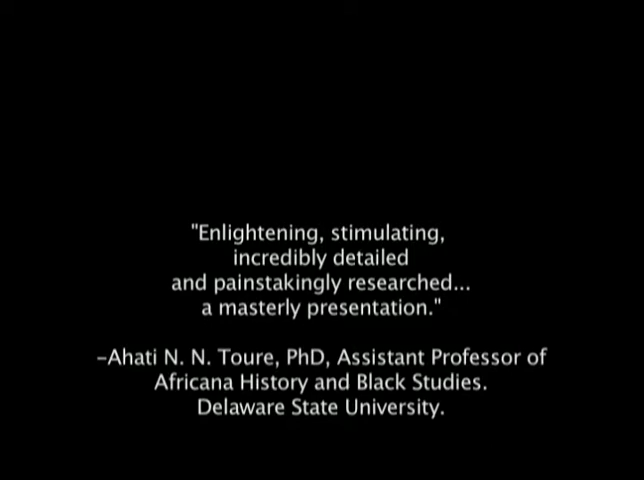 "Enlightening, stimulating,
incredibly detailed
and painstakingly researched...
a masterly presentation."
–Ahati N. N. Toure, PhD, Assistant Professor of
Africana History and Black Studies.
Delaware State University.